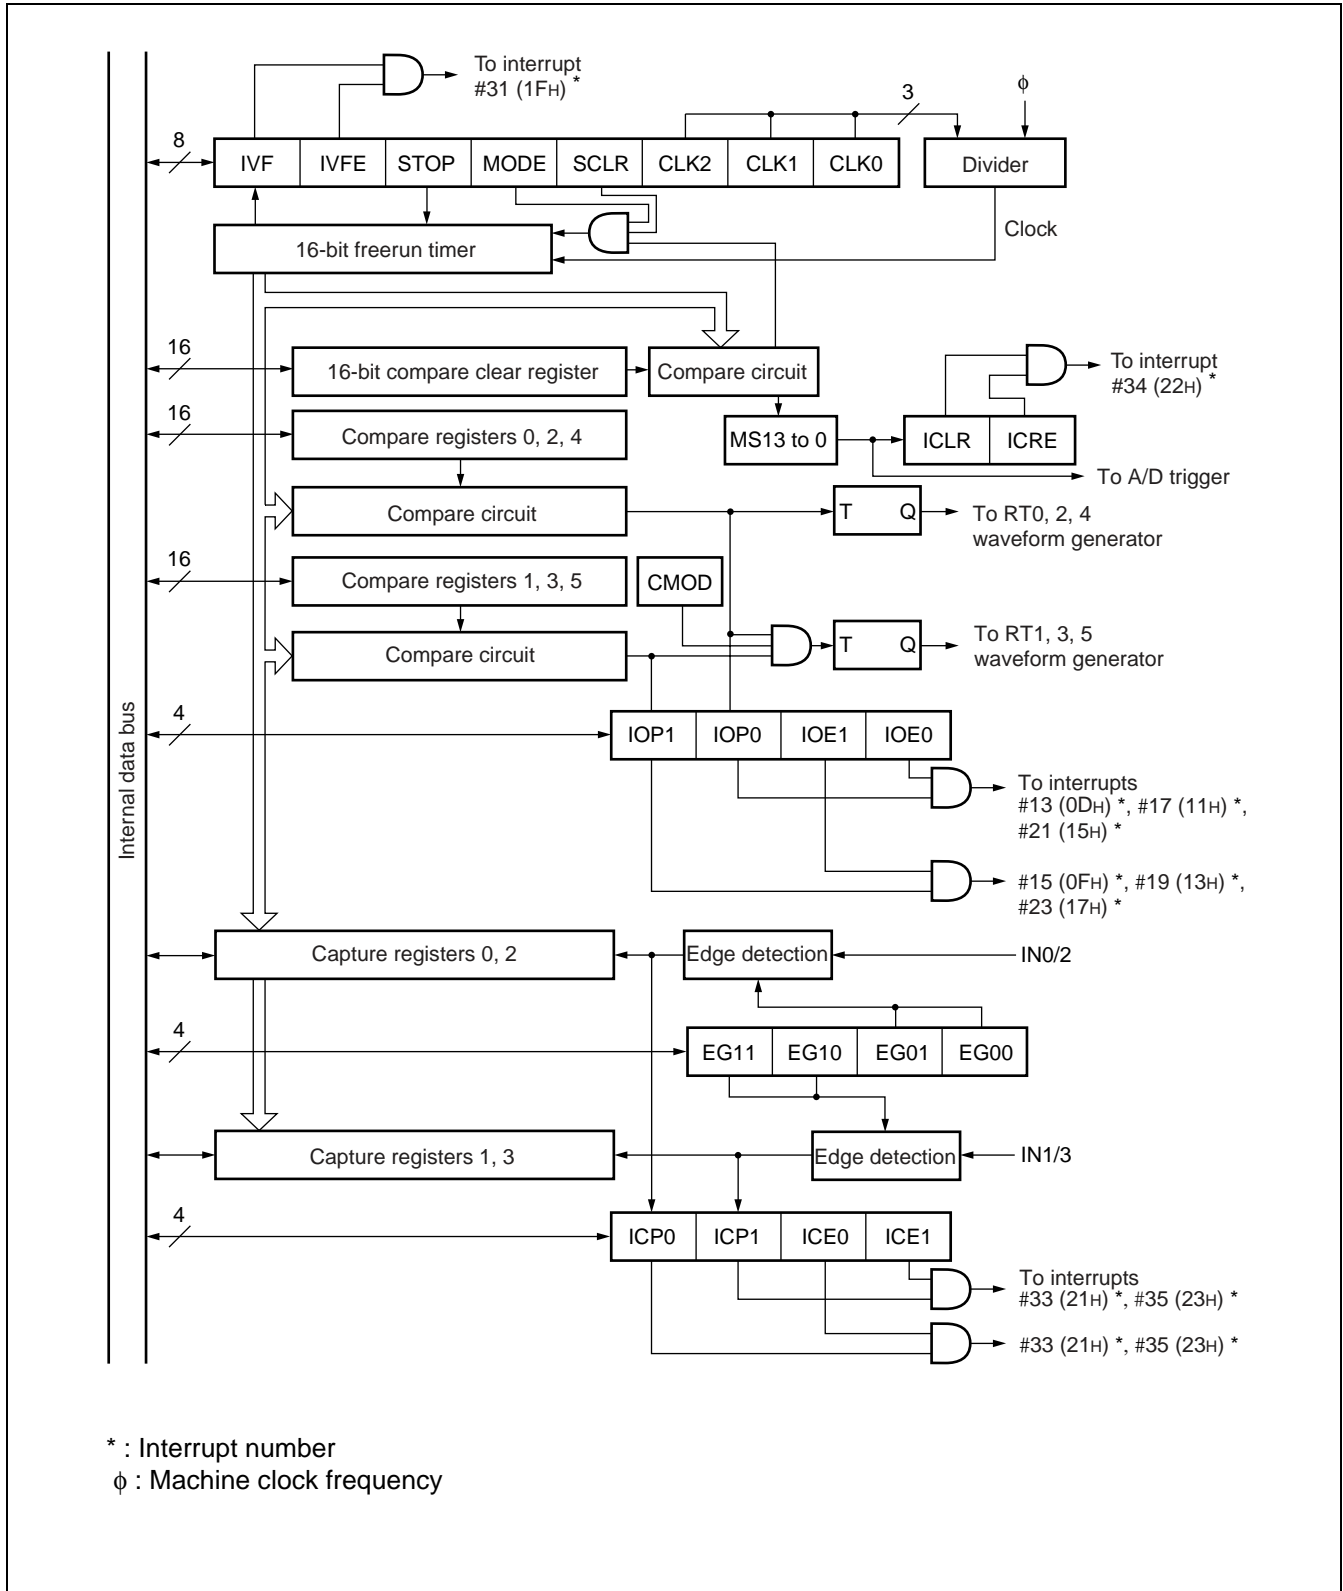 To interrupt
#31 (1FH) *
3
φ
8
IVF IVFE STOP MODE SCLR CLK2 CLK1 CLK0
Divider
16-bit freerun timer
Clock
16
16-bit compare clear register
Compare circuit
To interrupt
#34 (22H) *
16
Compare registers 0, 2, 4
MS13 to 0
ICLR ICRE
To A/D trigger
Compare circuit
T Q
To RT0, 2, 4
waveform generator
16
Compare registers 1, 3, 5
CMOD
Compare circuit
T Q
To RT1, 3, 5
waveform generator
Internal data bus
4
IOP1 IOP0 IOE1 IOE0
To interrupts
#13 (0DH) *, #17 (11H) *,
#21 (15H) *
#15 (0FH) *, #19 (13H) *,
#23 (17H) *
Capture registers 0, 2
Edge detection
IN0/2
4
EG11 EG10 EG01 EG00
Capture registers 1, 3
Edge detection
IN1/3
4
ICP0 ICP1 ICE0 ICE1
To interrupts
#33 (21H) *, #35 (23H) *
#33 (21H) *, #35 (23H) *
* : Interrupt number
φ : Machine clock frequency